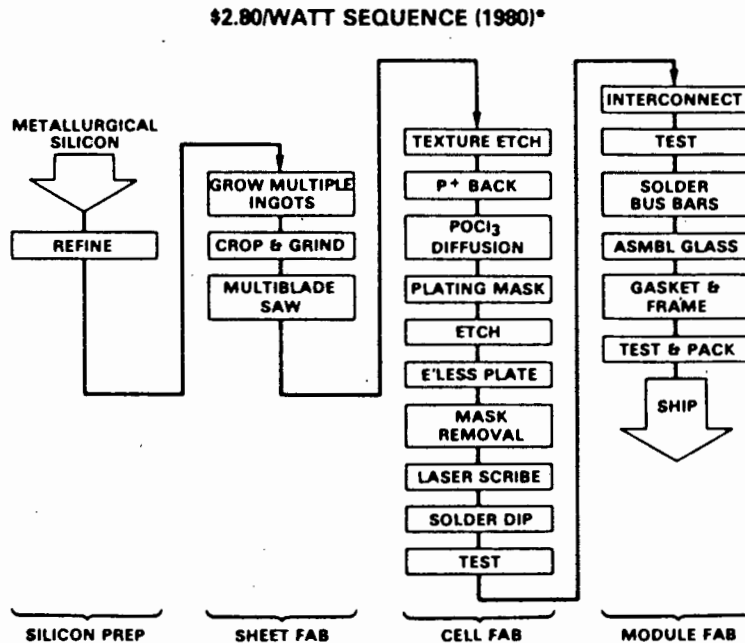 $2.80/WATT SEQUENCE (1980)*
METALLURGICAL
SILICON
REFINE
SILICON PREP
GROW MULTIPLE
INGOTS
CROP & GRIND
MULTIBLADE
SAW
SHEET FAB
TEXTURE ETCH
P+ BACK
POCl3
DIFFUSION
PLATING MASK
ETCH
E'LESS PLATE
MASK
REMOVAL
LASER SCRIBE
SOLDER DIP
TEST
CELL FAB
INTERCONNECT
TEST
SOLDER
BUS BARS
ASMBL GLASS
GASKET &
FRAME
TEST & PACK
SHIP
MODULE FAB